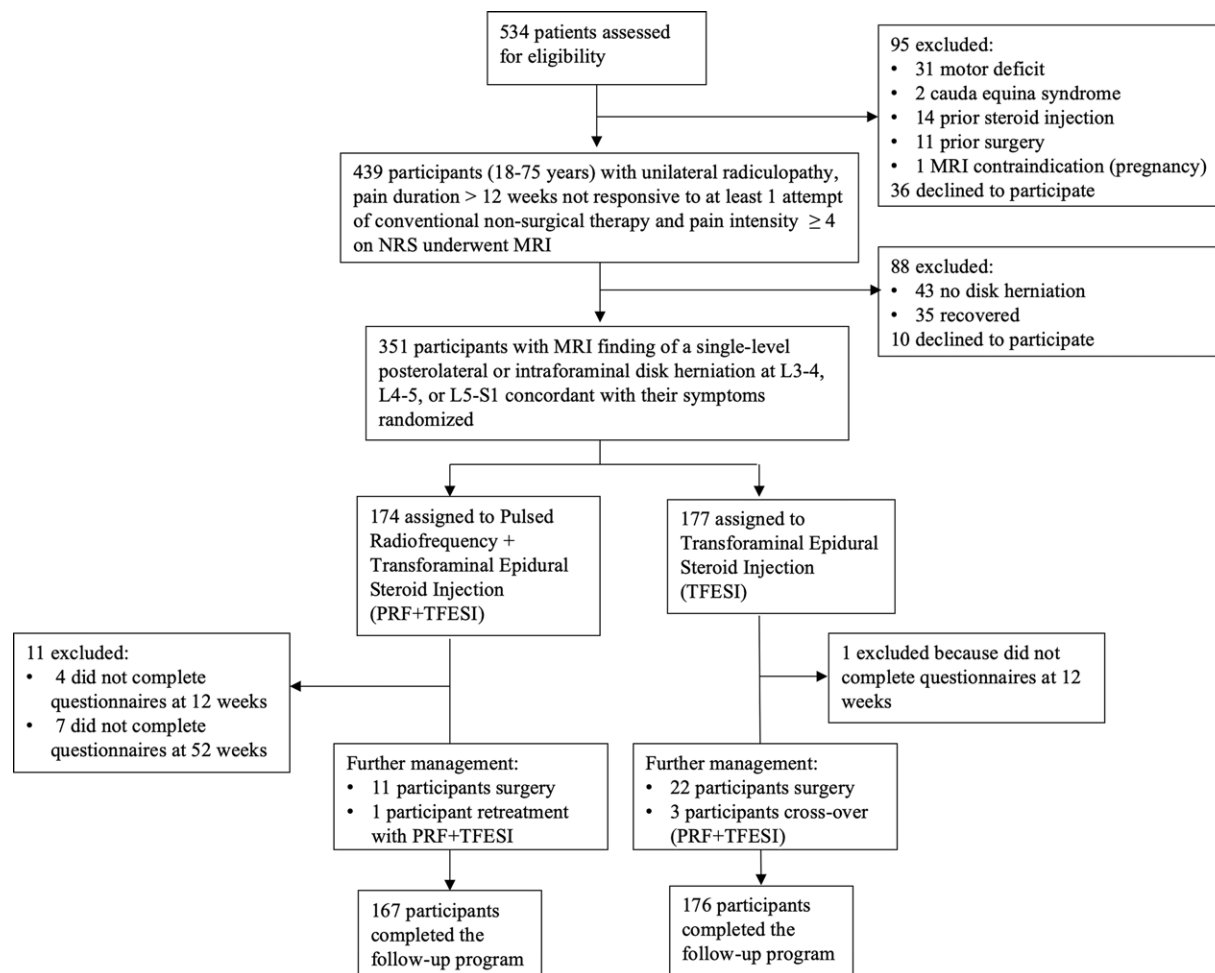 534 patients assessed
for eligibility
95 excluded:
• 31 motor deficit
• 2 cauda equina syndrome
• 14 prior steroid injection
• 11 prior surgery
• 1 MRI contraindication (pregnancy)
36 declined to participate
439 participants (18-75 years) with unilateral radiculopathy,
pain duration > 12 weeks not responsive to at least 1 attempt
of conventional non-surgical therapy and pain intensity ≥ 4
on NRS underwent MRI
88 excluded:
• 43 no disk herniation
• 35 recovered
10 declined to participate
351 participants with MRI finding of a single-level
posterolateral or intraforaminal disk herniation at L3-4,
L4-5, or L5-S1 concordant with their symptoms
randomized
174 assigned to Pulsed
Radiofrequency +
Transforaminal Epidural
Steroid Injection
(PRF+TFESI)
177 assigned to
Transforaminal Epidural
Steroid Injection
(TFESI)
11 excluded:
• 4 did not complete
questionnaires at 12 weeks
• 7 did not complete
questionnaires at 52 weeks
1 excluded because did not
complete questionnaires at 12
weeks
Further management:
• 11 participants surgery
• 1 participant retreatment
with PRF+TFESI
Further management:
• 22 participants surgery
• 3 participants cross-over
(PRF+TFESI)
167 participants
completed the
follow-up program
176 participants
completed the
follow-up program